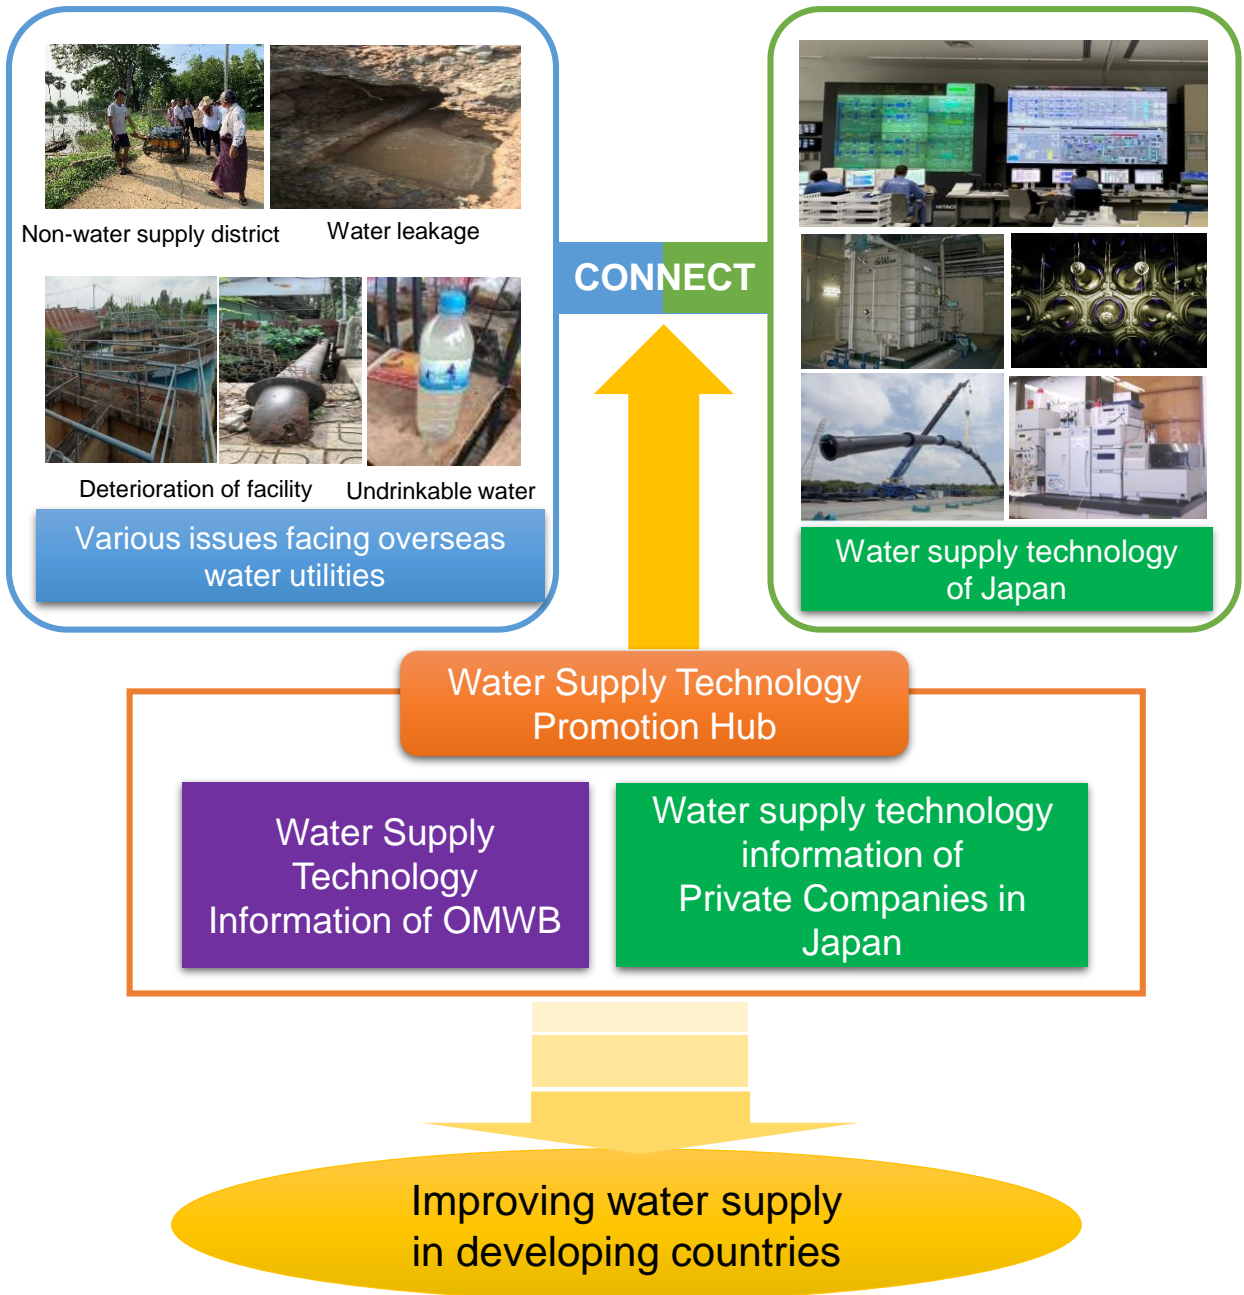 Non-water supply district
Water leakage
Deterioration of facility
Undrinkable water
Various issues facing overseas
water utilities
CONNECT
HITACHI
Water supply technology
of Japan
Water Supply Technology
Promotion Hub
Water Supply
Technology
Information of OMWB
Water supply technology
information of
Private Companies in
Japan
Improving water supply
in developing countries